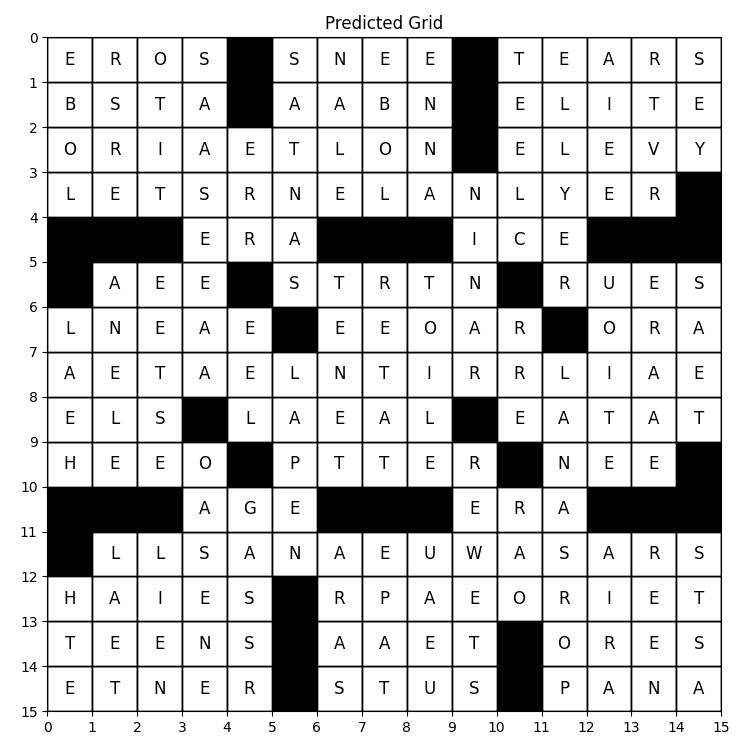 Predicted Grid
0
E R O S S N E E T E A R S
1
B S T A A A B N E L I T E
2
O R I A E T L O N E L E V Y
3
L E T S R N E L A N L Y E R
4
E R A I C E
5
A E E S T R T N R U E S
6
L N E A E E E O A R O R A
7
A E T A E L N T I R R L I A E
8
E L S L A E A L E A T A T
9
H E E O P T T E R N E E
10
A G E E R A
11
L L S A N A E U W A S A R S
12
H A I E S R P A E O R I E T
13
T E E N S A A E T O R E S
14
E T N E R S T U S P A N A
15
0 1 2 3 4 5 6 7 8 9 10 11 12 13 14 15